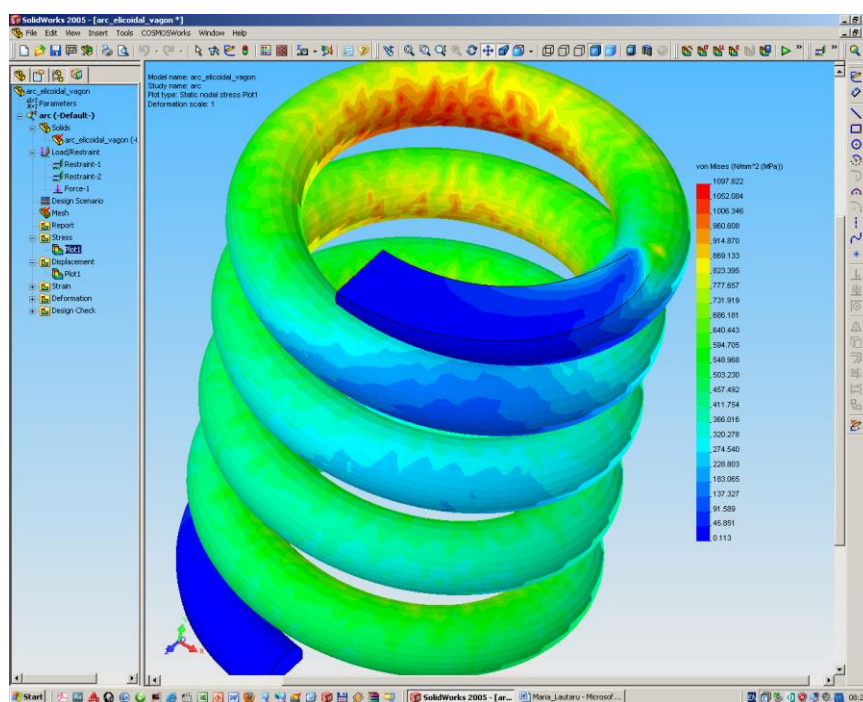 SolidWorks 2005 - [arc_elicoidal_vagon *]
File Edit View Insert Tools COSMOSWorks Window Help
arc_elicoidal_vagon
Parameters
arc (-Default-)
Solids
arc_elicoidal_vagon (-
Load/Restraint
Restraint-1
Restraint-2
Force-1
Design Scenario
Mesh
Report
Stress
Plot1
Displacement
Plot1
Strain
Deformation
Design Check
Model name: arc_elicoidal_vagon
Study name: arc
Plot type: Static nodal stress Plot1
Deformation scale: 1
von Mises (N/mm^2 (MPa))
1097.822
1052.084
1006.346
960.608
914.870
869.133
823.395
777.657
731.919
686.181
640.443
594.705
548.968
503.230
457.492
411.754
366.016
320.278
274.540
228.803
183.065
137.327
91.589
45.851
0.113
Start
SolidWorks 2005 - [ar...
Maria_Lautaru - Microsof...
EN
08:2